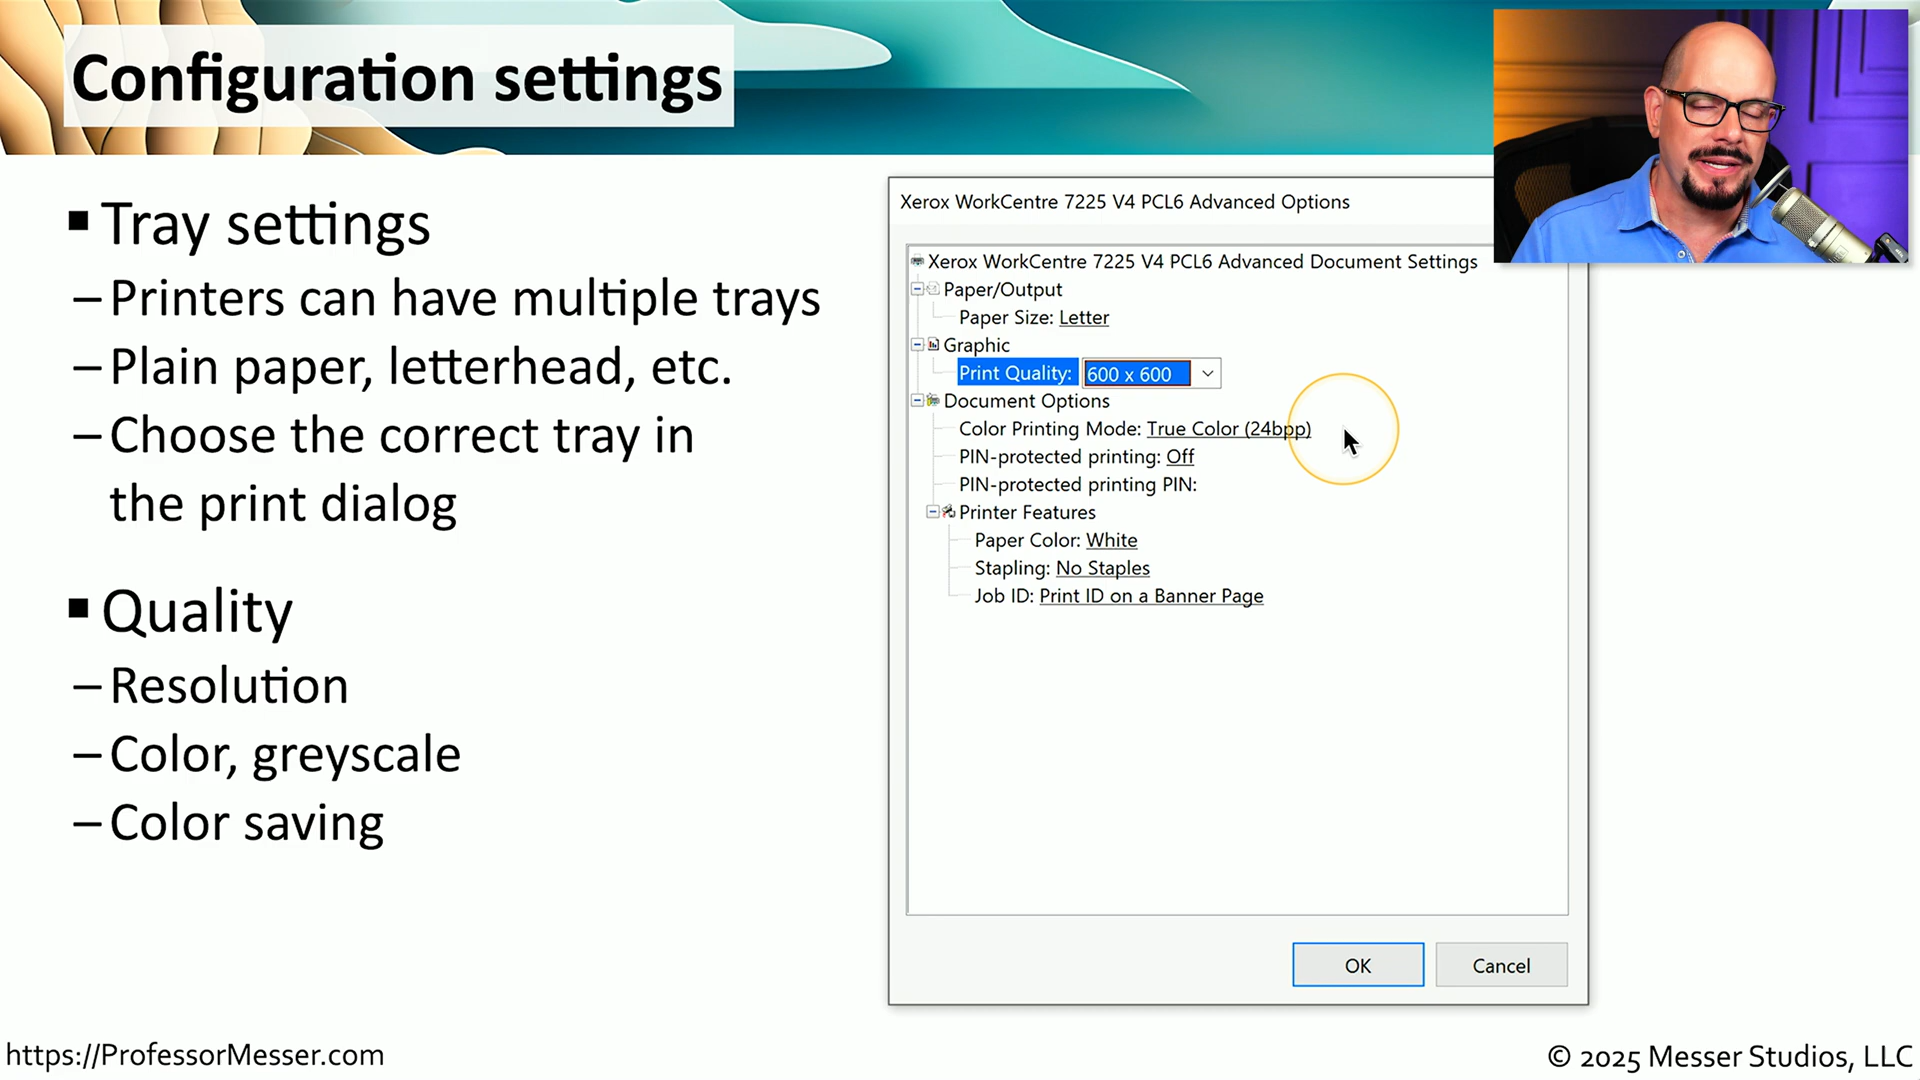 Configuration settings
▪ Tray settings
– Printers can have multiple trays
– Plain paper, letterhead, etc.
– Choose the correct tray in
the print dialog
▪ Quality
– Resolution
– Color, greyscale
– Color saving
Xerox WorkCentre 7225 V4 PCL6 Advanced Options
Xerox WorkCentre 7225 V4 PCL6 Advanced Document Settings
Paper/Output
Paper Size: Letter
Graphic
Print Quality: 600 x 600
Document Options
Color Printing Mode: True Color (24bpp)
PIN-protected printing: Off
PIN-protected printing PIN:
Printer Features
Paper Color: White
Stapling: No Staples
Job ID: Print ID on a Banner Page
OK
Cancel
https://ProfessorMesser.com
© 2025 Messer Studios, LLC